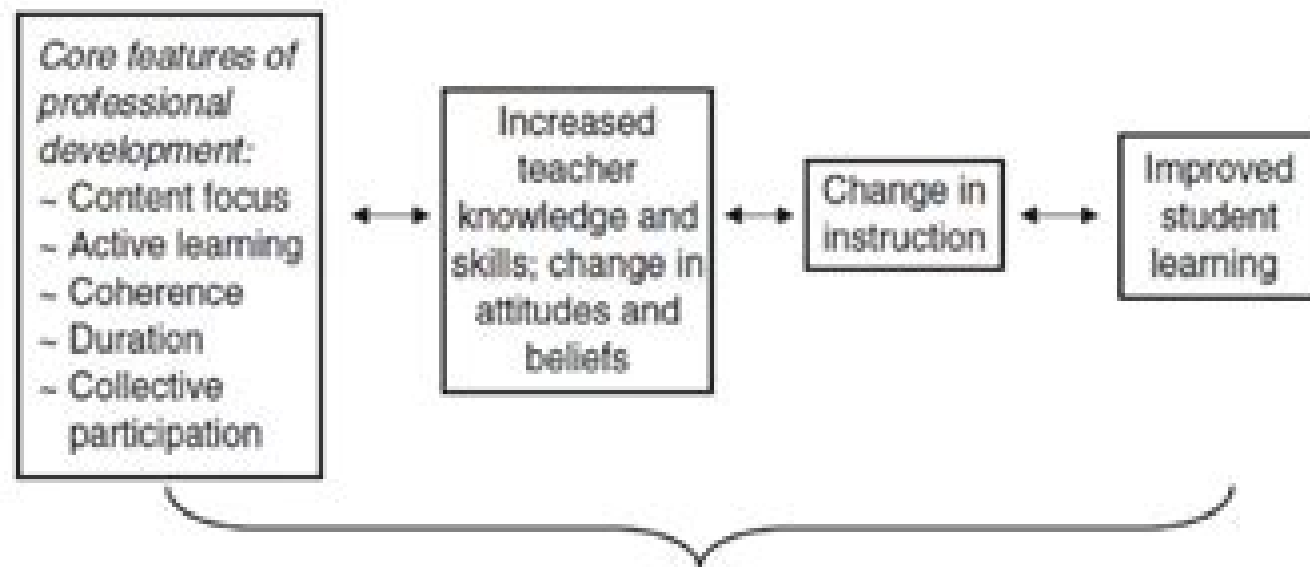 Core features of
professional
development:
~ Content focus
~ Active learning
~ Coherence
~ Duration
~ Collective
participation
Increased
teacher
knowledge and
skills; change in
attitudes and
beliefs
Change in
instruction
Improved
student
learning